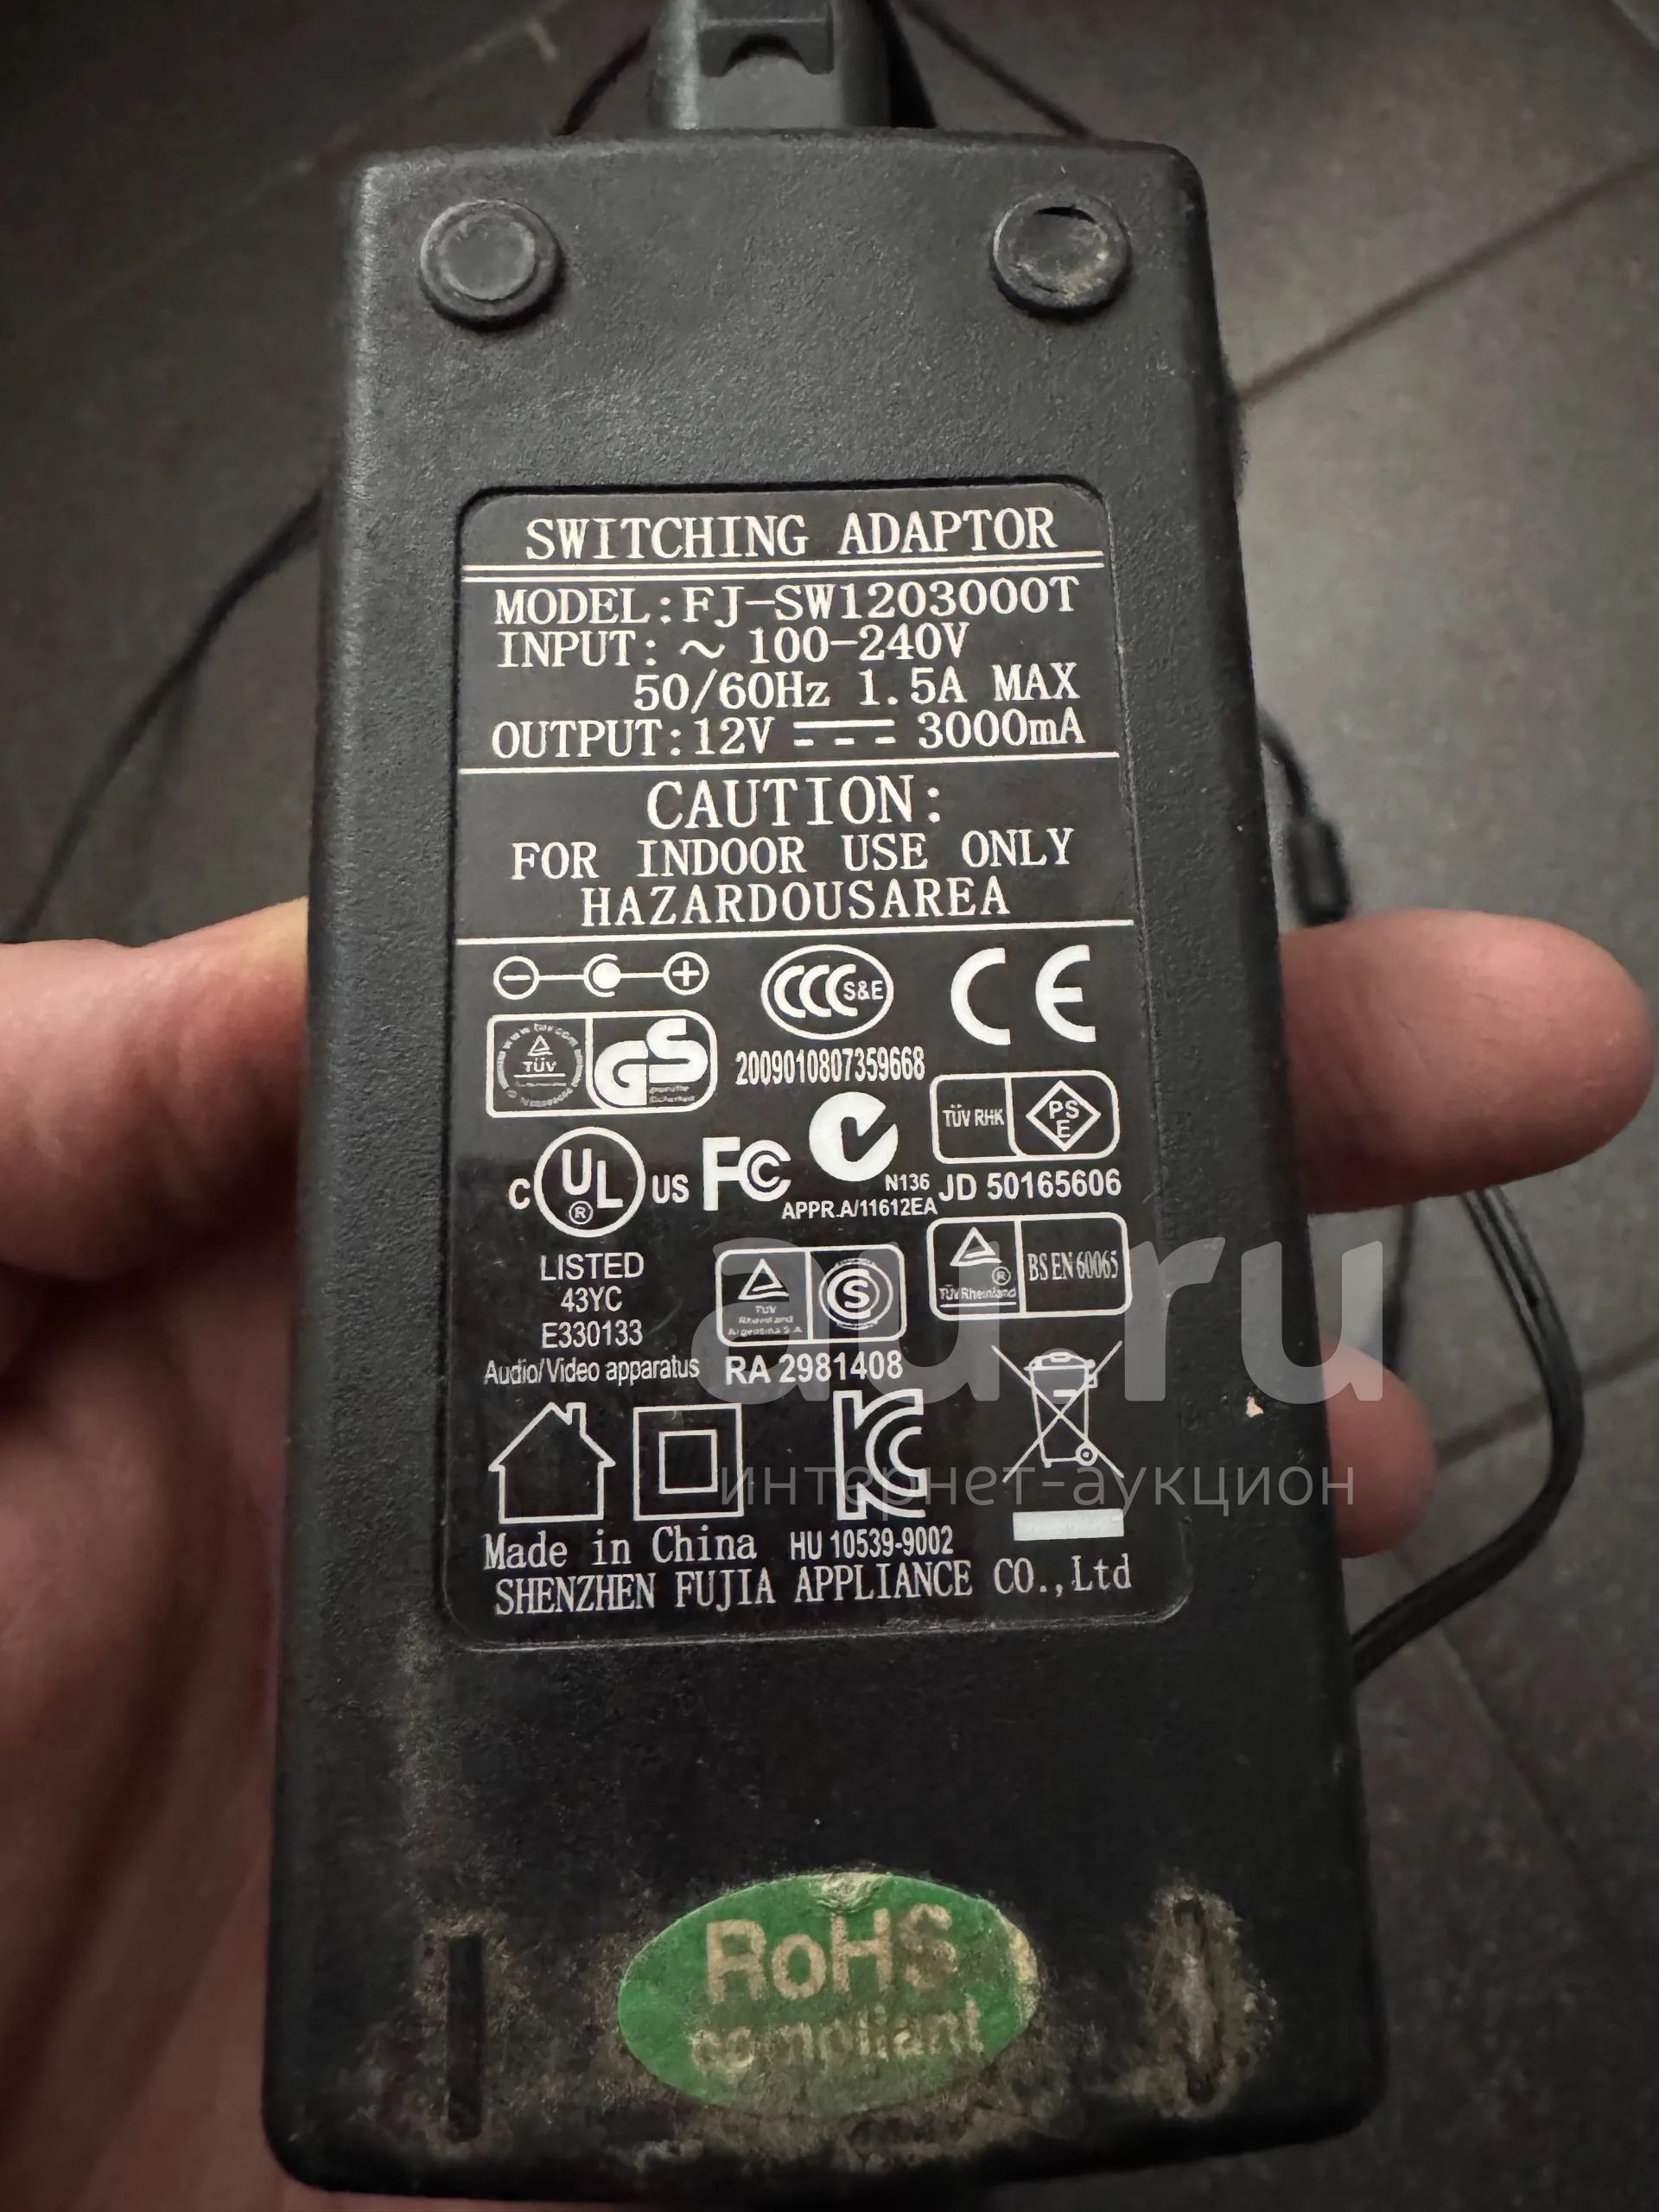 SWITCHING ADAPTOR
MODEL:FJ-SW1203000T
INPUT: ~ 100-240V
50/60Hz 1.5A MAX
OUTPUT:12V 3000mA
CAUTION:
FOR INDOOR USE ONLY
HAZARDOUSAREA
CCC S&E
CE
TÜV
GS
2009010807359668
TÜV RHK
PS
E
C UL ® US
FC
N136
JD 50165606
APPR.A/11612EA
LISTED
43YC
E330133
Audio/Video apparatus
TÜV
S
RA 2981408
® TÜV Rheinland
BS EN 60065
KC
Made in China HU 10539-9002
SHENZHEN FUJIA APPLIANCE CO.,Ltd
RoHS
compliant
au ru
интернет-аукцион